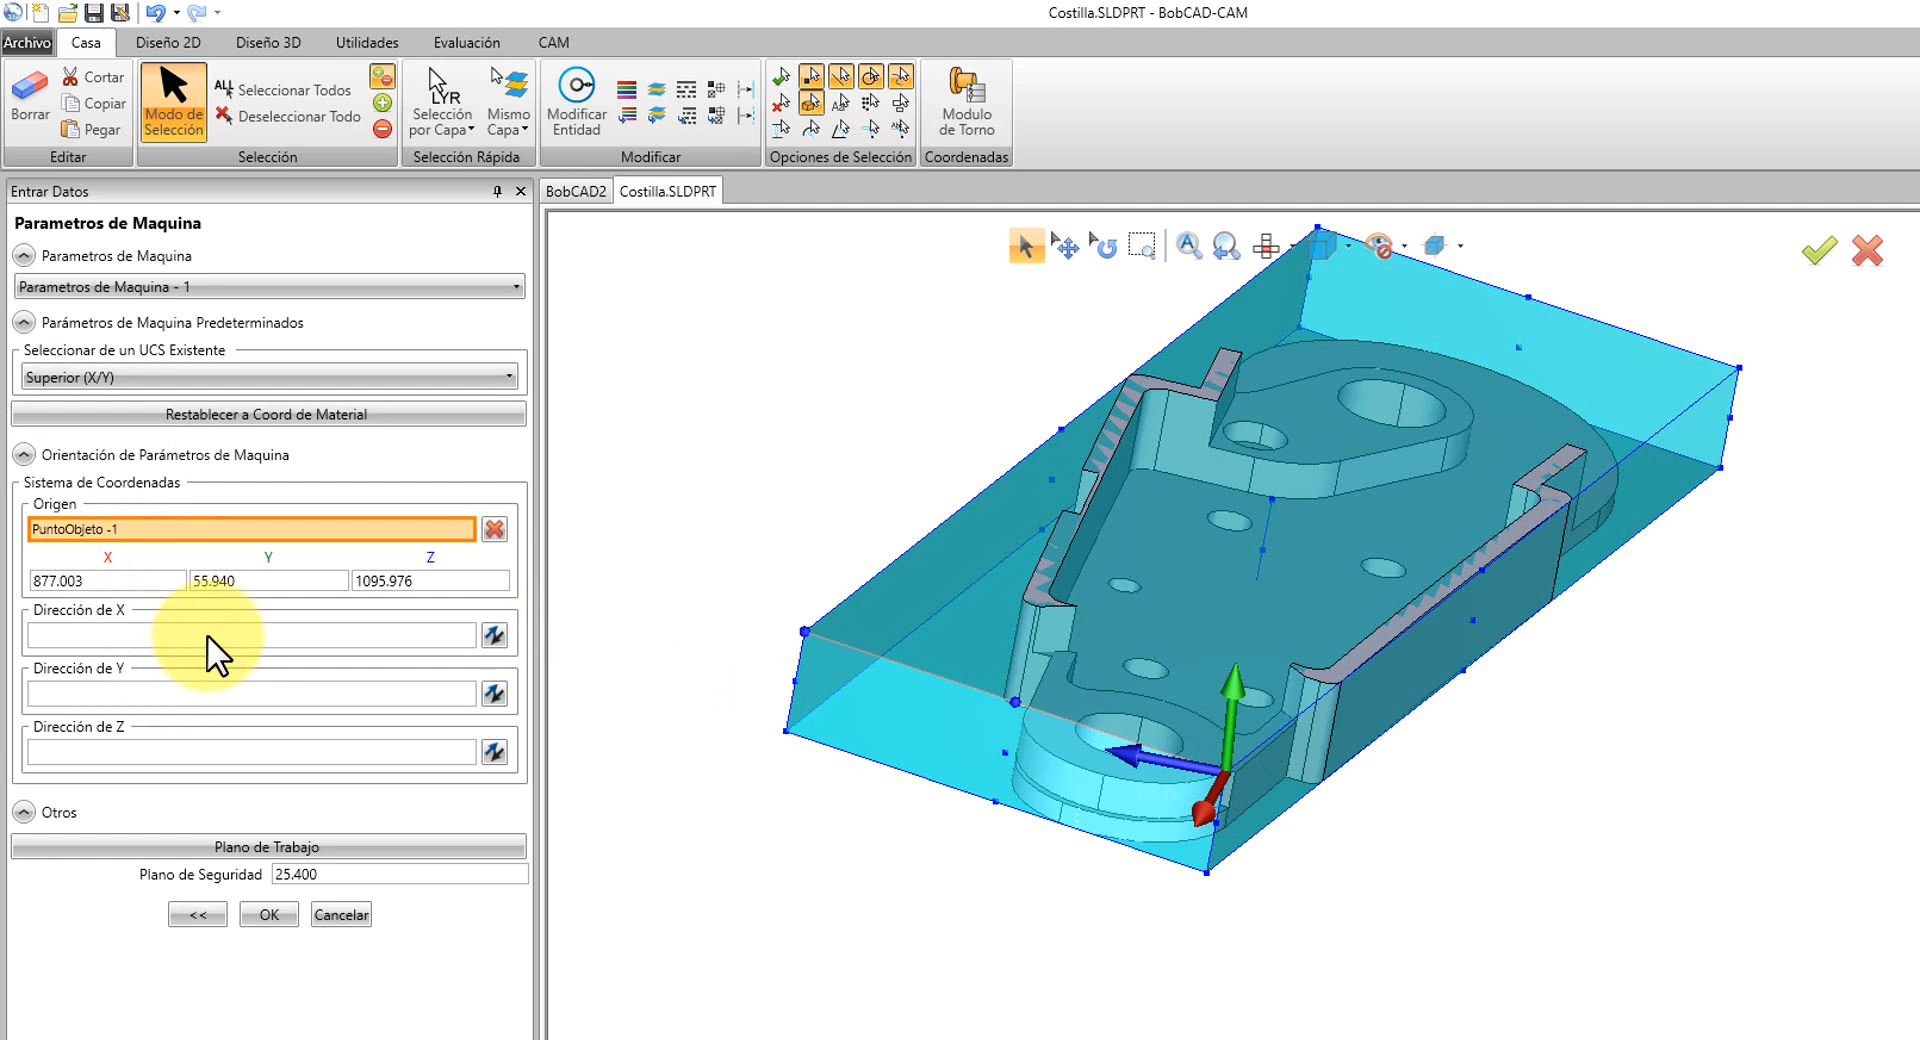 Costilla.SLDPRT - BobCAD-CAM
Archivo Casa Diseño 2D Diseño 3D Utilidades Evaluación CAM
Borrar
Cortar
Copiar
Pegar
Editar
Modo de
Selección
ALL Seleccionar Todos
Deseleccionar Todo
Selección
LYR
Selección
por Capa
Mismo
Capa
Selección Rápida
Modificar
Entidad
Modificar
Aa
Opciones de Selección
Modulo
de Torno
Coordenadas
Entrar Datos
BobCAD2 Costilla.SLDPRT
Parametros de Maquina
Parametros de Maquina
Parametros de Maquina - 1
Parámetros de Maquina Predeterminados
Seleccionar de un UCS Existente
Superior (X/Y)
Restablecer a Coord de Material
Orientación de Parámetros de Maquina
Sistema de Coordenadas
Origen
PuntoObjeto -1
X Y Z
877.003 55.940 1095.976
Dirección de X
Dirección de Y
Dirección de Z
Otros
Plano de Trabajo
Plano de Seguridad 25.400
<< OK Cancelar